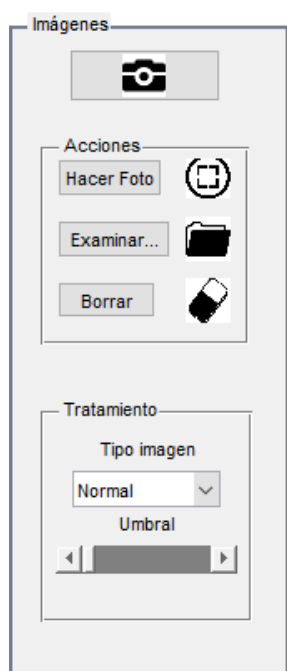 Imágenes
Acciones
Hacer Foto
Examinar...
Borrar
Tratamiento
Tipo imagen
Normal
Umbral